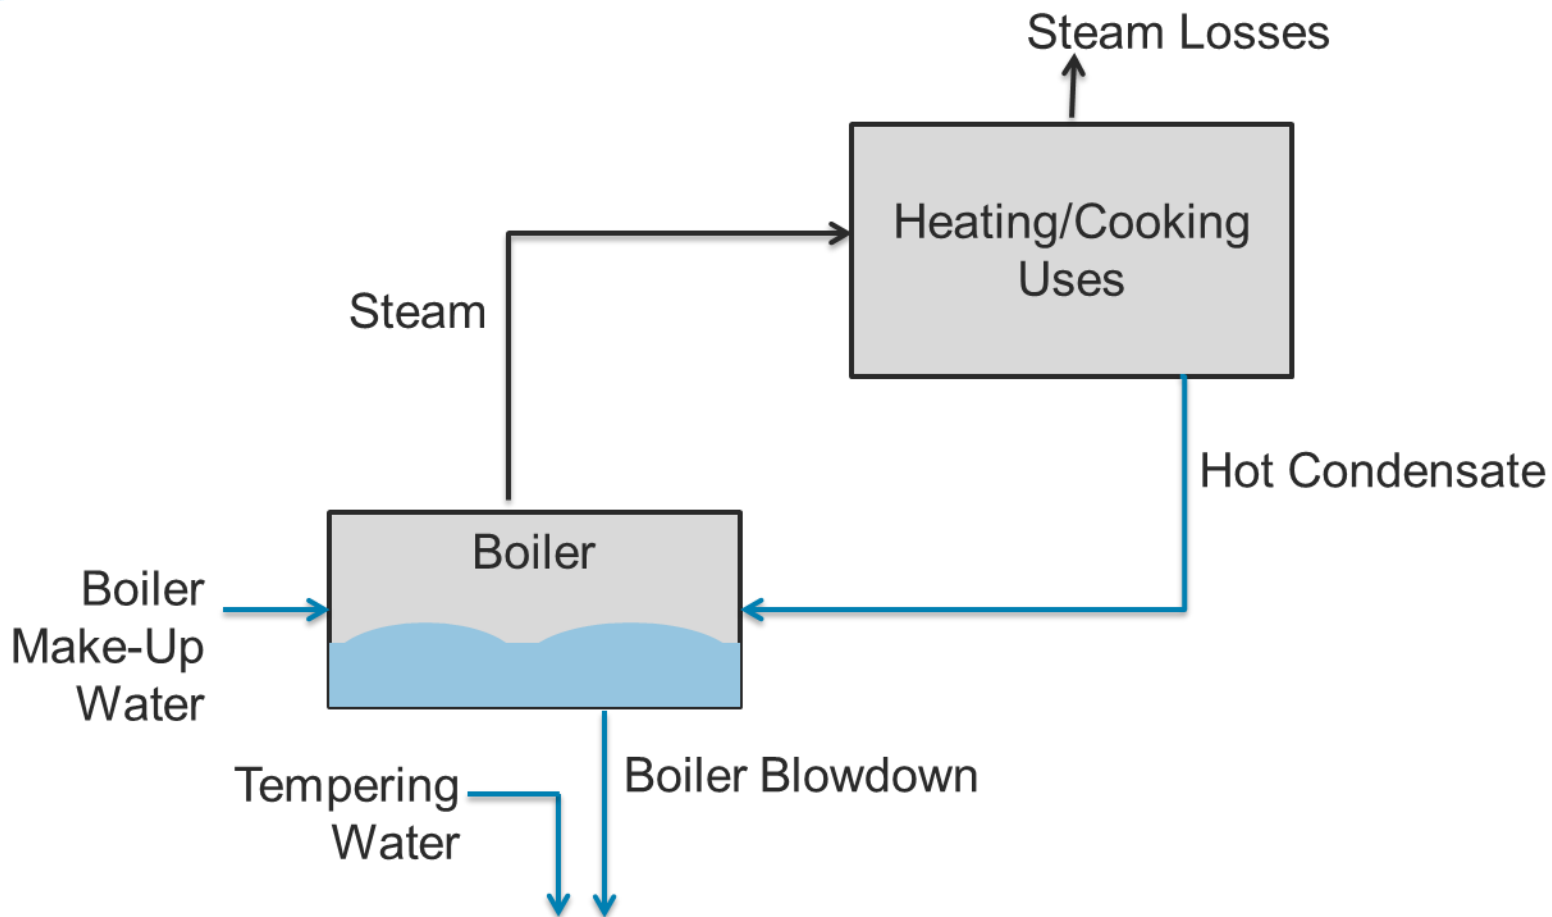 Steam Losses
Heating/Cooking
Uses
Steam
Hot Condensate
Boiler
Boiler
Make-Up
Water
Tempering
Water
Boiler Blowdown